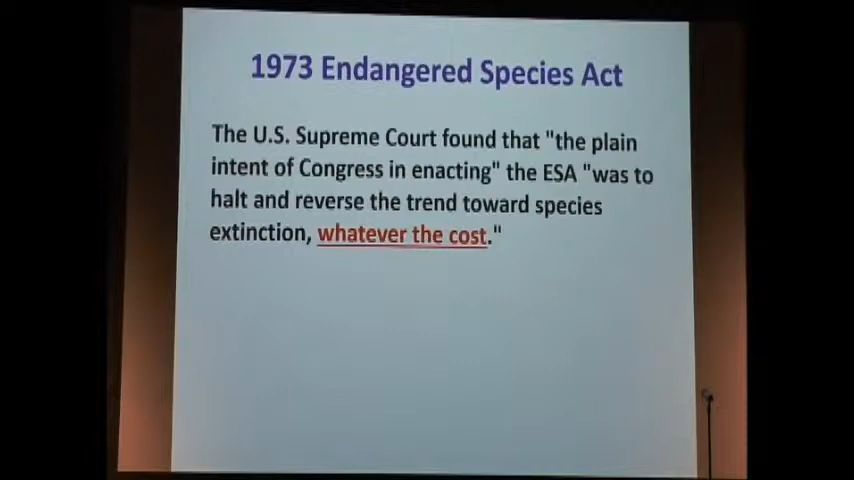 1973 Endangered Species Act
The U.S. Supreme Court found that "the plain
intent of Congress in enacting" the ESA "was to
halt and reverse the trend toward species
extinction, whatever the cost."